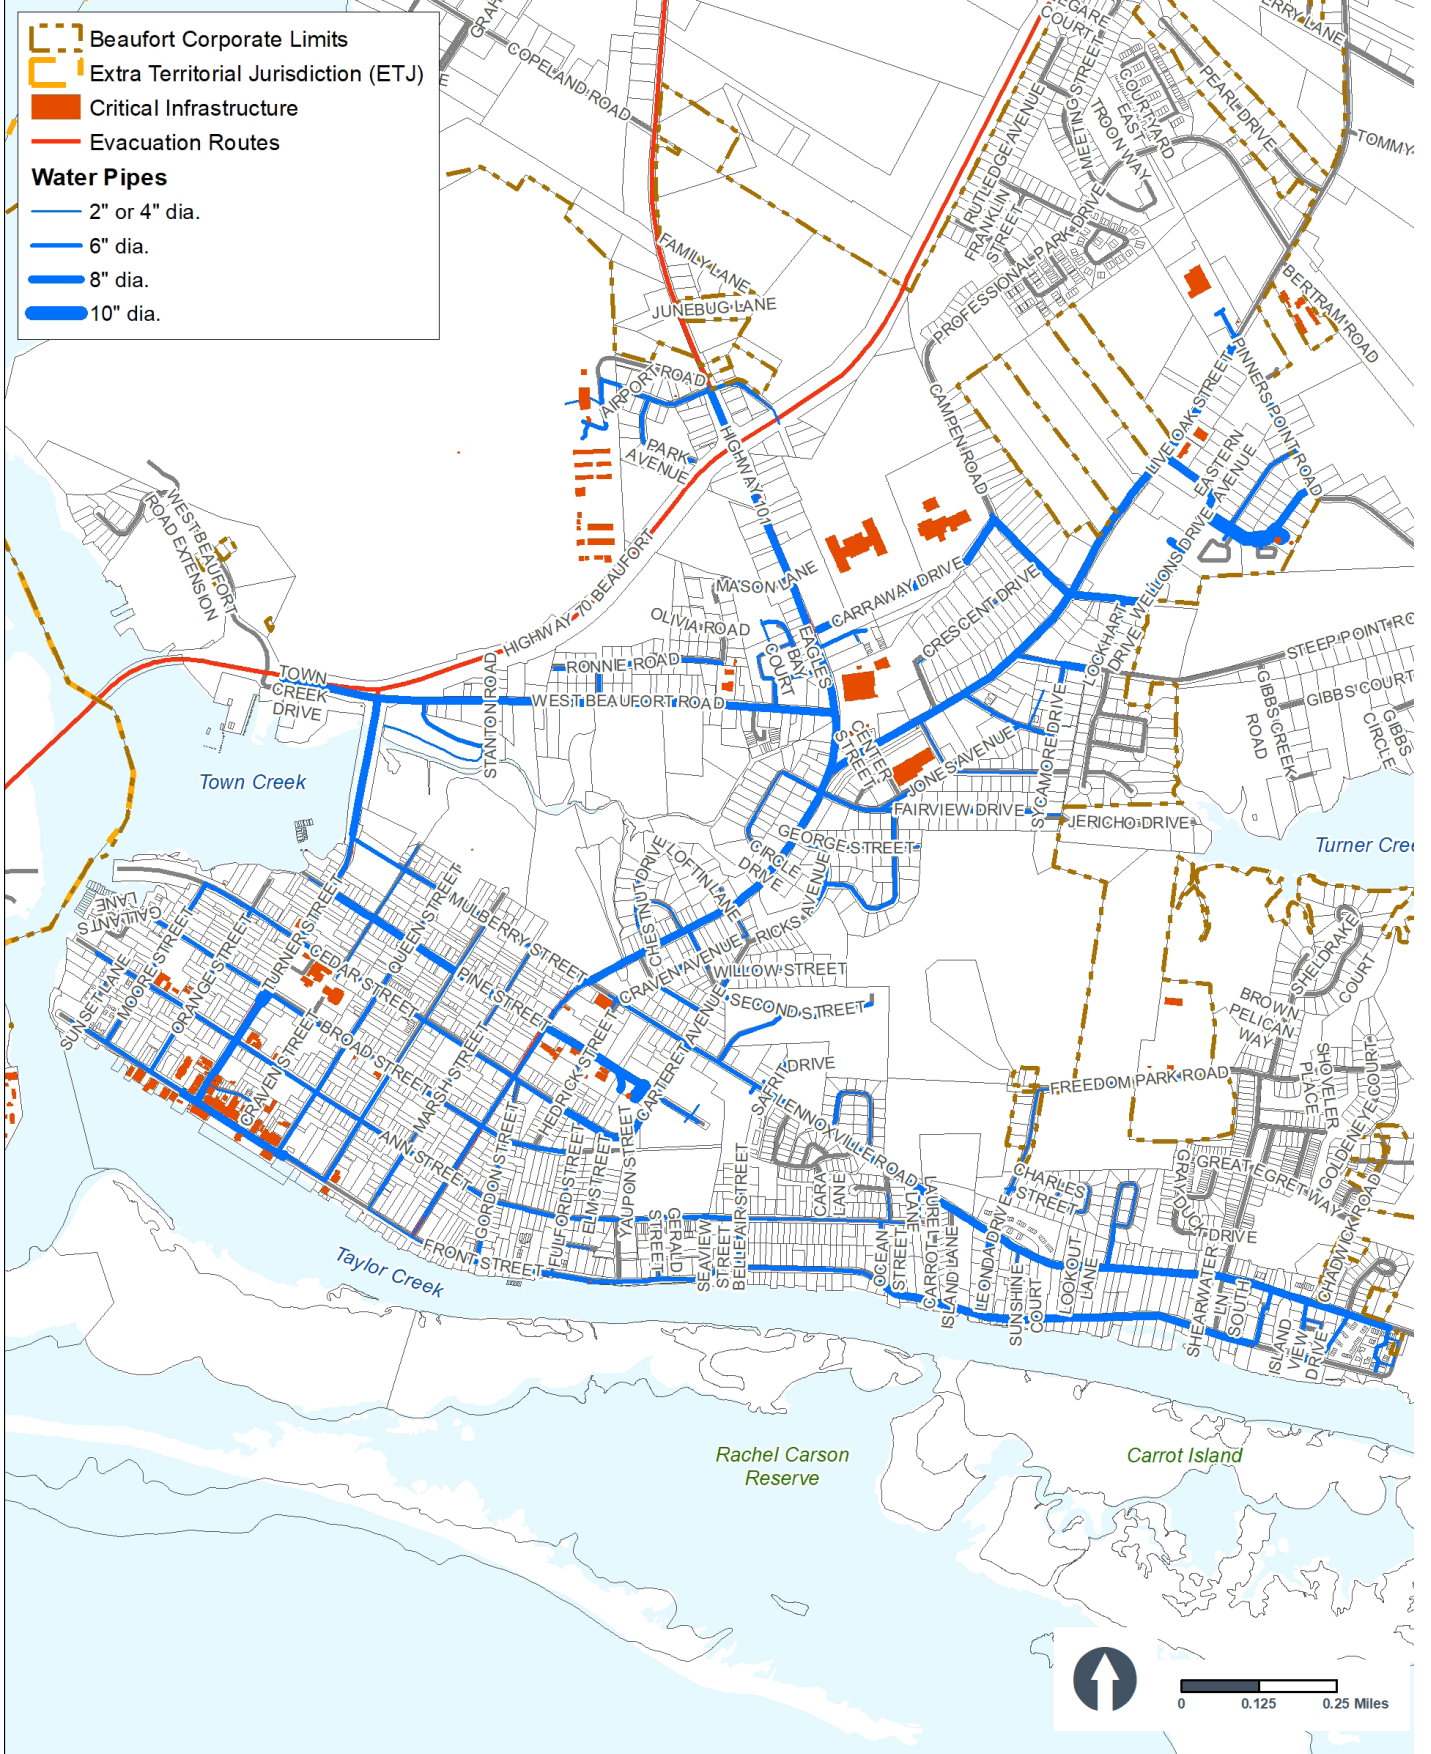 Beaufort Corporate Limits
Extra Territorial Jurisdiction (ETJ)
Critical Infrastructure
Evacuation Routes
Water Pipes
2" or 4" dia.
6" dia.
8" dia.
10" dia.
COPELAND ROAD
COURT
MEETING STREET
COURTYARD
EAST
TROON WAY
PEARL DRIVE
TOMMY
RUTLEDGE AVENUE
FRANKLIN
STREET
PROFESSIONAL PARK DRIVE
BERTRAM ROAD
FAMILY LANE
JUNEBUG LANE
AIRPORT ROAD
PARK
AVENUE
HIGHWAY 101
CAMPEN ROAD
LIVE OAK STREET
PINNERS POINT ROAD
EASTERN
AVENUE
WELLONS DRIVE
WEST BEAUFORT
ROAD EXTENSION
HIGHWAY 70 BEAUFORT
MASON LANE
CARRAWAY DRIVE
CRESCENT DRIVE
OLIVIA ROAD
RONNIE ROAD
EAGLES
BAY
COURT
LOCKHART
DRIVE
STEEP POINT RO
GIBBS COURT
GIBBS CREEK
ROAD
GIBBS
CIRCLE
TOWN
CREEK
DRIVE
STANTON ROAD
WEST BEAUFORT ROAD
CENTER
STREET
JONES AVENUE
SYCAMORE DRIVE
FAIRVIEW DRIVE
JERICHO DRIVE
Town Creek
Turner Cree
GEORGE STREET
CIRCLE
DRIVE
LOFTIN LANE
CHESTNUT DRIVE
RICKS AVENUE
CRAVEN AVENUE
WILLOW STREET
SECOND STREET
GALLANTS
LANE
SUNSET LANE
MOORE STREET
ORANGE STREET
TURNER STREET
CEDAR STREET
QUEEN STREET
MULBERRY STREET
PINE STREET
CRAVEN STREET
BROAD STREET
MARSH STREET
ANN STREET
HEDRICK STREET
CARTERET AVENUE
SAFRIT DRIVE
LENNOXVILLE ROAD
FREEDOM PARK ROAD
BROWN
PELICAN
WAY
SHELDRAKE
COURT
SHOVELER
PLACE
GOLDENEYE COURT
GREAT EGRET WAY
GRAY DUCK
DRIVE
CHADWICK ROAD
GORDON STREET
FULFORD STREET
ELM STREET
YAUPON STREET
GERALD
STREET
SEAVIEW
STREET
BELLE AIR STREET
CARA
LANE
OCEAN
STREET
LAUREL
LANE
CARROT
ISLAND LANE
LEONDA DRIVE
CHARLES
STREET
SUNSHINE
COURT
LOOKOUT
LANE
SHEARWATER
LN
SOUTH
ISLAND
VIEW
DRIVE
FRONT STREET
Taylor Creek
Rachel Carson
Reserve
Carrot Island
0
0.125
0.25 Miles